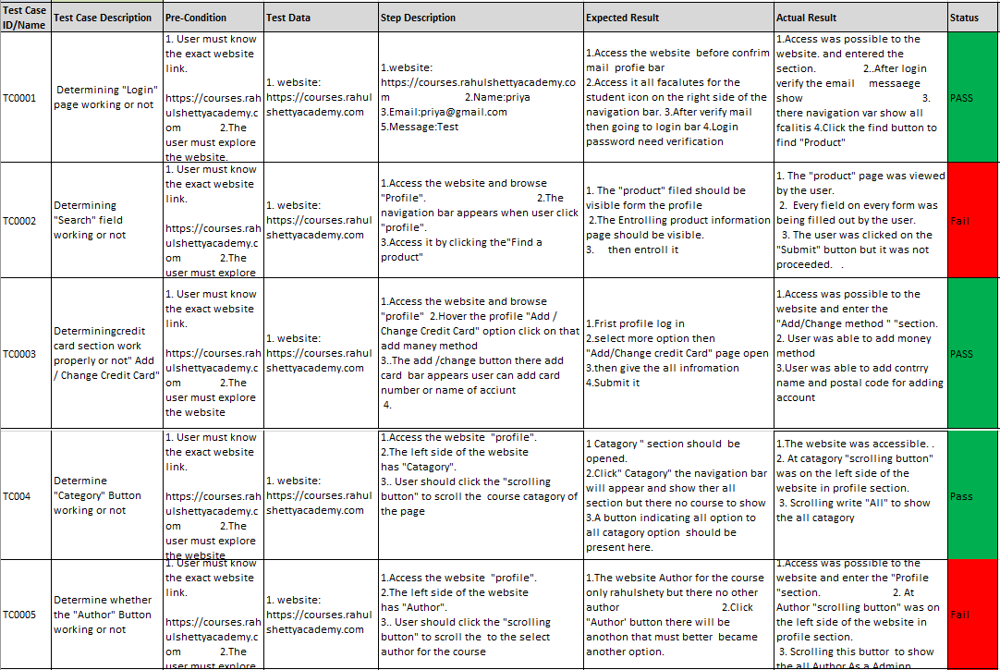 Test Case
ID/Name
Test Case Description
Pre-Condition
Test Data
Step Description
Expected Result
Actual Result
Status
TC0001
Determining "Login"
page working or not
1. User must know
the exact website
link.
https://courses.rah
ulshettyacademy.c
om 2.The
user must explore
the website.
1. website:
https://courses.rahul
shettyacademy.com
1.website:
https://courses.rahulshettyacademy.co
m 2.Name:priya
3.Email:priya@gmail.com
5.Message:Test
1.Access the website before confrim
mail profie bar
2.Access it all facalutes for the
student icon on the right side of the
navigation bar. 3.After verify mail
then going to login bar 4.Login
password need verification
1.Access was possible to the
website. and entered the
section. 2..After login
verify the email messaege
show 3.
there navigation var show all
fcalitis 4.Click the find button to
find "Product"
PASS
TC0002
Determining
"Search" field
working or not
1. User must know
the exact website
link.
https://courses.rah
ulshettyacademy.c
om 2.The
user must explore
1. website:
https://courses.rahul
shettyacademy.com
1.Access the website and browse
"Profile". 2.The
navigation bar appears when user click
"profile".
3.Access it by clicking the"Find a
product"
1. The "product" filed should be
visible form the profile
2.The Entrolling product information
page should be visible.
3. then entroll it
1. The "product" page was viewed
by the user.
2. Every field on every form was
being filled out by the user.
3. The user was clicked on the
"Submit" button but it was not
proceeded. .
Fail
TC0003
Determiningcredit
card section work
properly or not" Add
/ Change Credit Card"
1. User must know
the exact website
link.
https://courses.rah
ulshettyacademy.c
om 2.The
user must explore
the website
1. website:
https://courses.rahul
shettyacademy.com
1.Access the website and browse
"profile" 2.Hover the profile "Add /
Change Credit Card" option click on that
add maney method
3..The add /change button there add
card bar appears user can add card
number or name of acciunt
4.
1.Frist profile log in
2.select more option then
"Add/Change credit Card" page open
3.then give the all infromation
4.Submit it
1.Access was possible to the
website and enter the
"Add/Change method " "section.
2. User was able to add money
method
3.User was able to add contrry
name and postal code for adding
account
PASS
TC004
Determine
"Category" Button
working or not
1. User must know
the exact website
link.
https://courses.rah
ulshettyacademy.c
om 2.The
user must explore
the website
1. website:
https://courses.rahul
shettyacademy.com
1.Access the website "profile".
2.The left side of the website
has "Catagory".
3.. User should click the "scrolling
button" to scroll the course catagory of
the page
1 Catagory " section should be
opened.
2.Click" Catagory" the navigation bar
will appear and show ther all
section but there no course to show
3.A button indicating all option to
all catagory option should be
present here.
1.The website was accessible. .
2. At catagory "scrolling button"
was on the left side of the
website in profile section.
3. Scrolling write "All" to show
the all catagory
Pass
TC0005
Determine whether
the "Author" Button
working or not
1. User must know
the exact website
link.
https://courses.rah
ulshettyacademy.c
om 2.The
user must explore
1. website:
https://courses.rahul
shettyacademy.com
1.Access the website "profile".
2.The left side of the website
has "Author".
3.. User should click the "scrolling
button" to scroll the to the select
author for the course
1.The website Author for the course
only rahulshety but there no other
author 2.Click
"Author' button there will be
anothon that must better became
another option.
1.Access was possible to the
website and enter the "Profile
"section. 2. At
Author "scrolling button" was on
the left side of the website in
profile section.
3. Scrolling this buttor to show
the all Author As a Adminn
Fail